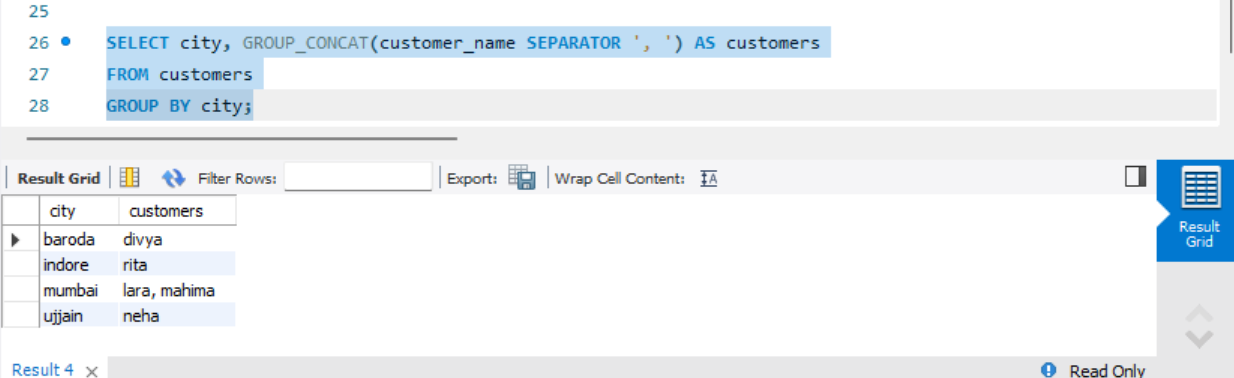 25
26 SELECT city, GROUP_CONCAT(customer_name SEPARATOR ', ') AS customers
27 FROM customers
28 GROUP BY city;
Result Grid Filter Rows: Export: Wrap Cell Content: IA
city customers
baroda divya
indore rita
mumbai lara, mahima
ujjain neha
Result
Grid
Result 4 × Read Only